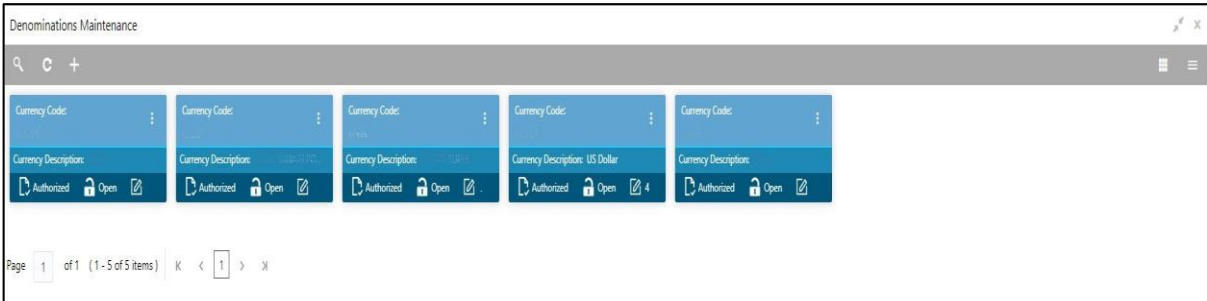 Denominations Maintenance
Currency Code: Currency Code: Currency Code: Currency Code: Currency Code:
Currency Description: Currency Description: Currency Description: Currency Description: US Dollar Currency Description:
Authorized Open Authorized Open Authorized Open . Authorized Open 4 Authorized Open
Page 1 of 1 (1 - 5 of 5 items) K < 1 > X